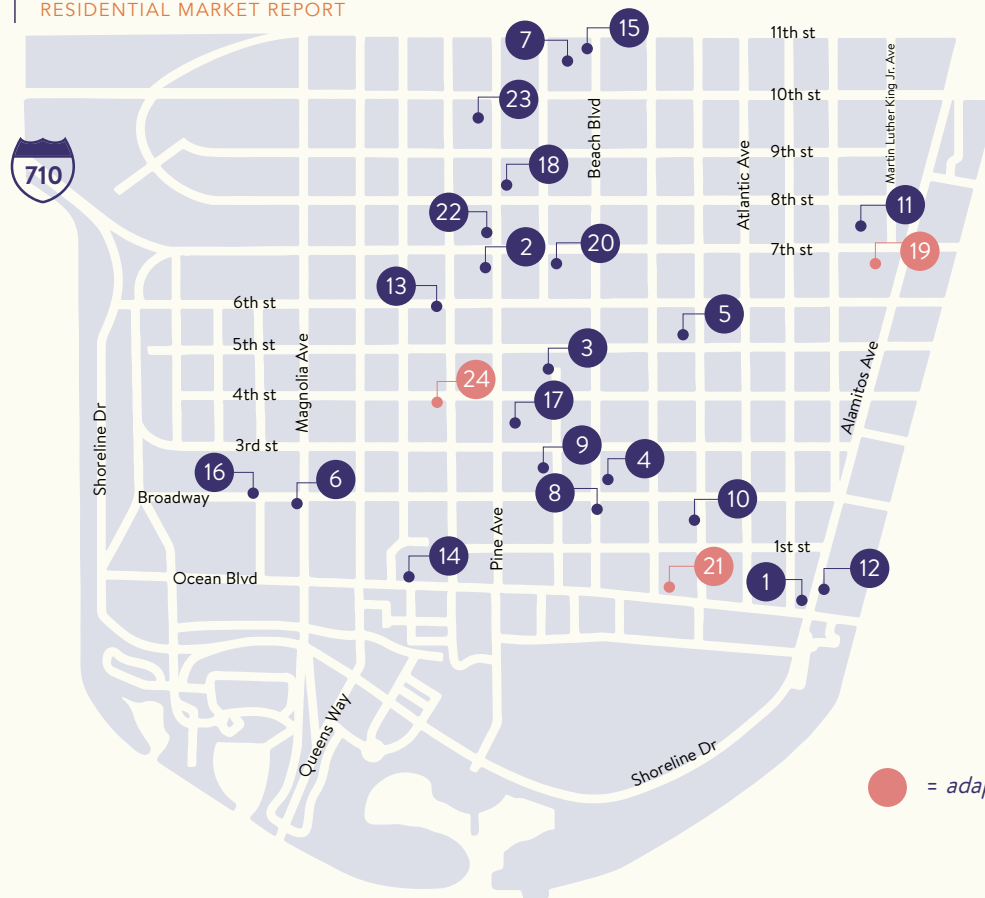 RESIDENTIAL MARKET REPORT
15
7
11th st
Martin Luther King Jr. Ave
10th st
23
Beach Blvd
Atlantic Ave
9th st
18
710
8th st
11
22
2
20
7th st
19
13
6th st
5
5th st
Magnolia Ave
3
24
4th st
17
Alamitos Ave
Shoreline Dr
3rd st
9
4
16
6
8
10
Broadway
Pine Ave
1st st
14
21
1
12
Ocean Blvd
Queens Way
Shoreline Dr
=